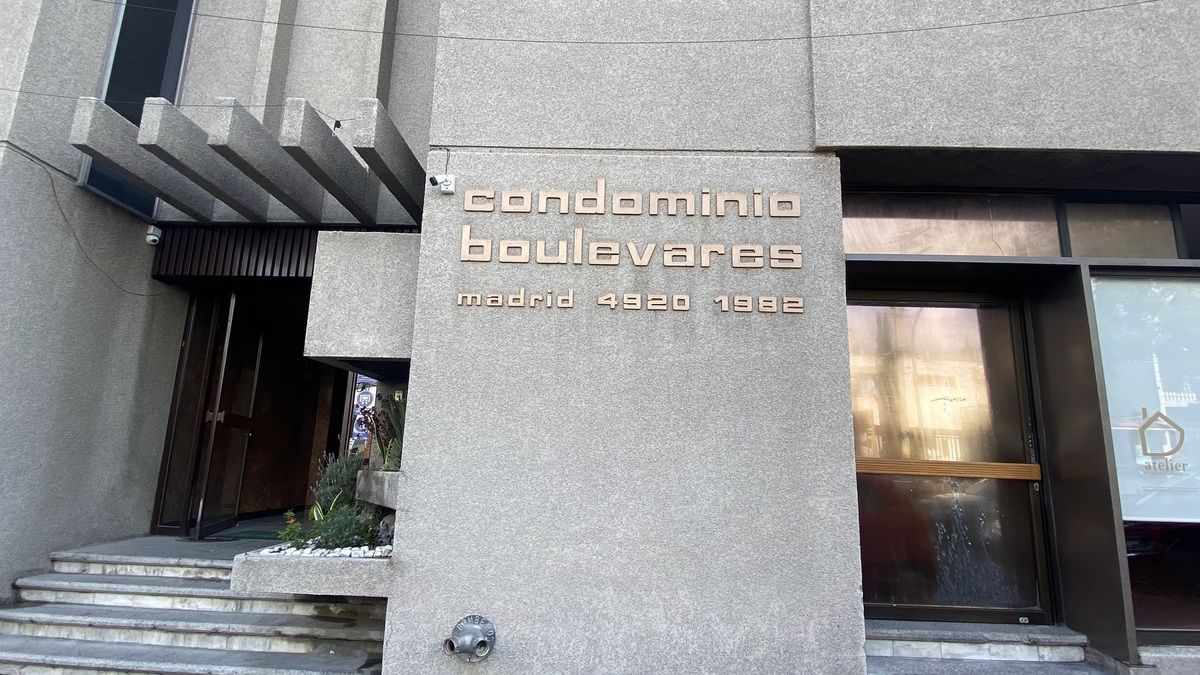 condominio
boulevares
madrid 4920 1982
atelier